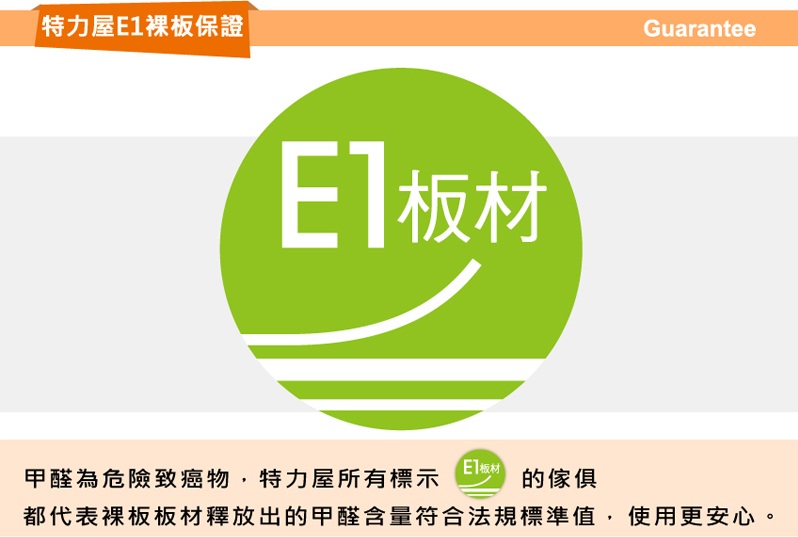 特力屋E1裸板保證
Guarantee
E1板材
甲醛為危險致癌物，特力屋所有標示 E1板材 的傢俱
都代表裸板板材釋放出的甲醛含量符合法規標準值，使用更安心。